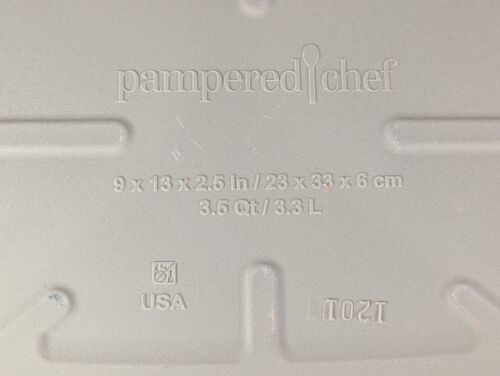 pampered chef
9 x 13 x 2.5 in / 23 x 33 x 6 cm
3.5 Qt / 3.3 L
USA
1201